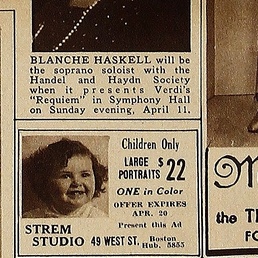 BLANCHE HASKELL will be
the soprano soloist with the
Handel and Haydn Society
when it presents Verdi's
"Requiem" in Symphony Hall
on Sunday evening, April 11.
Children Only
LARGE $22
PORTRAITS
ONE in Color
OFFER EXPIRES
APR. 20
Present this Ad
STREM
STUDIO 49 WEST ST. Boston
Hub. 5885
the